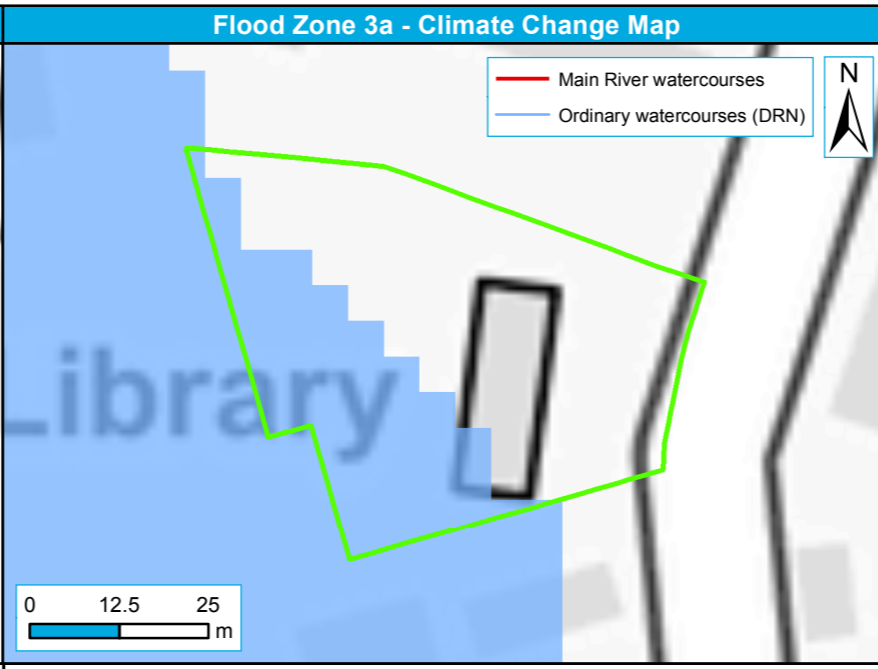 Flood Zone 3a - Climate Change Map
Main River watercourses
Ordinary watercourses (DRN)
N
Library
0 12.5 25
m